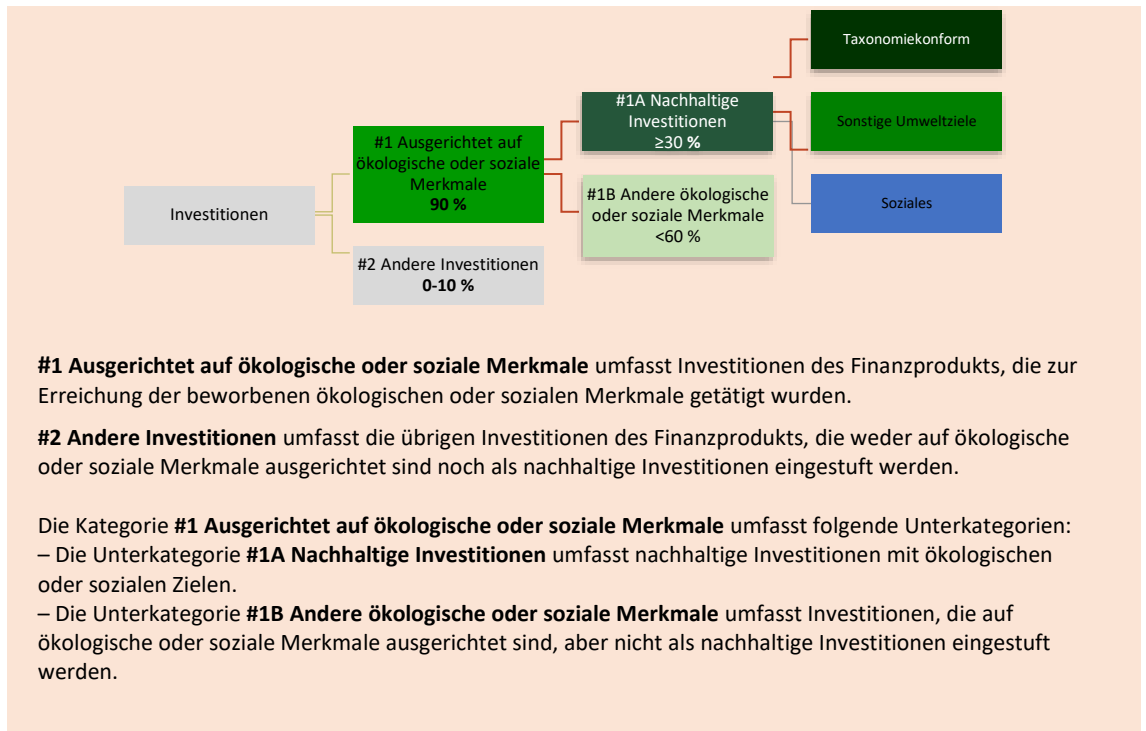 Taxonomiekonform
#1A Nachhaltige
Investitionen
≥30 %
Sonstige Umweltziele
#1 Ausgerichtet auf
ökologische oder soziale
Merkmale
90 %
#1B Andere ökologische
oder soziale Merkmale
<60 %
Soziales
Investitionen
#2 Andere Investitionen
0-10 %
#1 Ausgerichtet auf ökologische oder soziale Merkmale umfasst Investitionen des Finanzprodukts, die zur
Erreichung der beworbenen ökologischen oder sozialen Merkmale getätigt wurden.
#2 Andere Investitionen umfasst die übrigen Investitionen des Finanzprodukts, die weder auf ökologische
oder soziale Merkmale ausgerichtet sind noch als nachhaltige Investitionen eingestuft werden.
Die Kategorie #1 Ausgerichtet auf ökologische oder soziale Merkmale umfasst folgende Unterkategorien:
– Die Unterkategorie #1A Nachhaltige Investitionen umfasst nachhaltige Investitionen mit ökologischen
oder sozialen Zielen.
– Die Unterkategorie #1B Andere ökologische oder soziale Merkmale umfasst Investitionen, die auf
ökologische oder soziale Merkmale ausgerichtet sind, aber nicht als nachhaltige Investitionen eingestuft
werden.